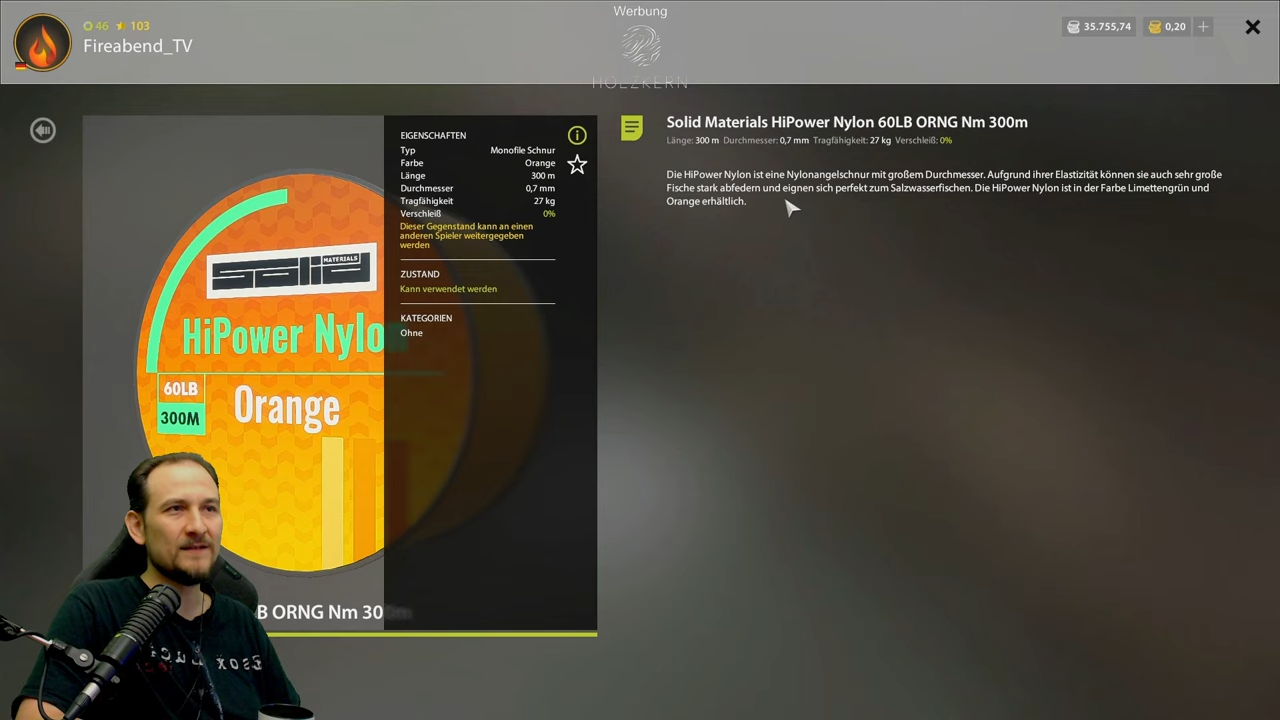 Werbung
HOLZKERN
46 103
Fireabend_TV
35.755,74
0,20
EIGENSCHAFTEN
Typ Monofile Schnur
Farbe Orange
Länge 300 m
Durchmesser 0,7 mm
Tragfähigkeit 27 kg
Verschleiß 0%
Dieser Gegenstand kann an einen
anderen Spieler weitergegeben
werden
ZUSTAND
Kann verwendet werden
KATEGORIEN
Ohne
solid
MATERIALS
HiPower Nylo
60LB
300M
Orange
B ORNG Nm 300m
Solid Materials HiPower Nylon 60LB ORNG Nm 300m
Länge: 300 m Durchmesser: 0,7 mm Tragfähigkeit: 27 kg Verschleiß: 0%
Die HiPower Nylon ist eine Nylonangelschnur mit großem Durchmesser. Aufgrund ihrer Elastizität können sie auch sehr große
Fische stark abfedern und eignen sich perfekt zum Salzwasserfischen. Die HiPower Nylon ist in der Farbe Limettengrün und
Orange erhältlich.